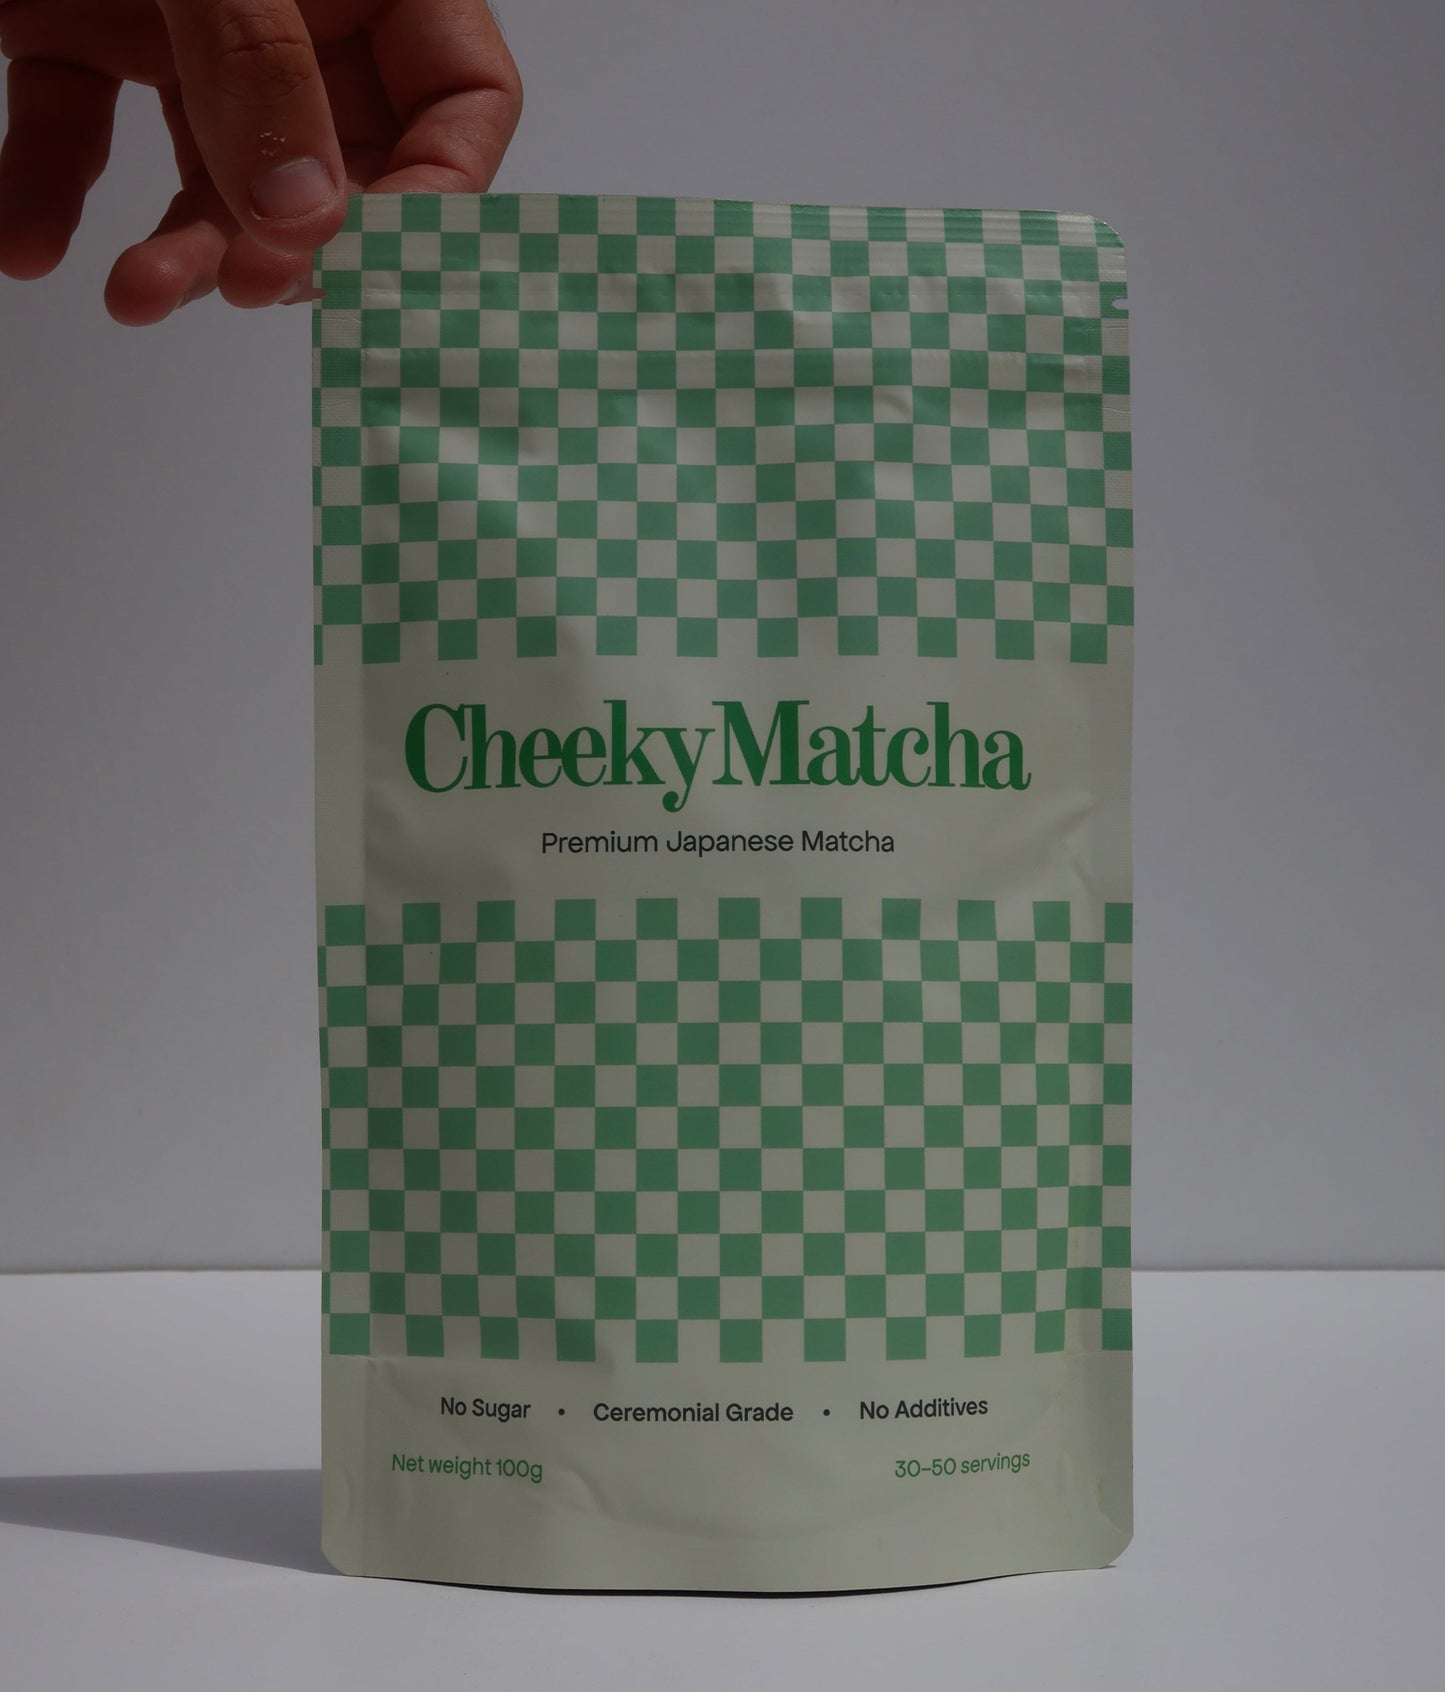 CheekyMatcha
Premium Japanese Matcha
No Sugar • Ceremonial Grade • No Additives
Net weight 100g 30–50 servings